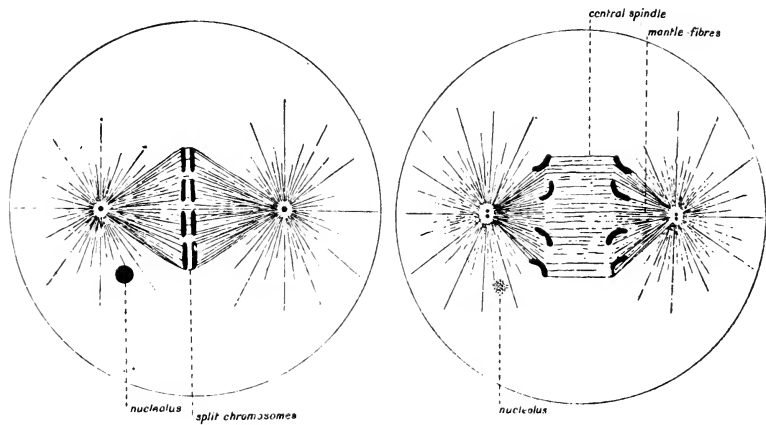 central spindle
mantle fibres
nucleolus
split chromosomes
nucleolus